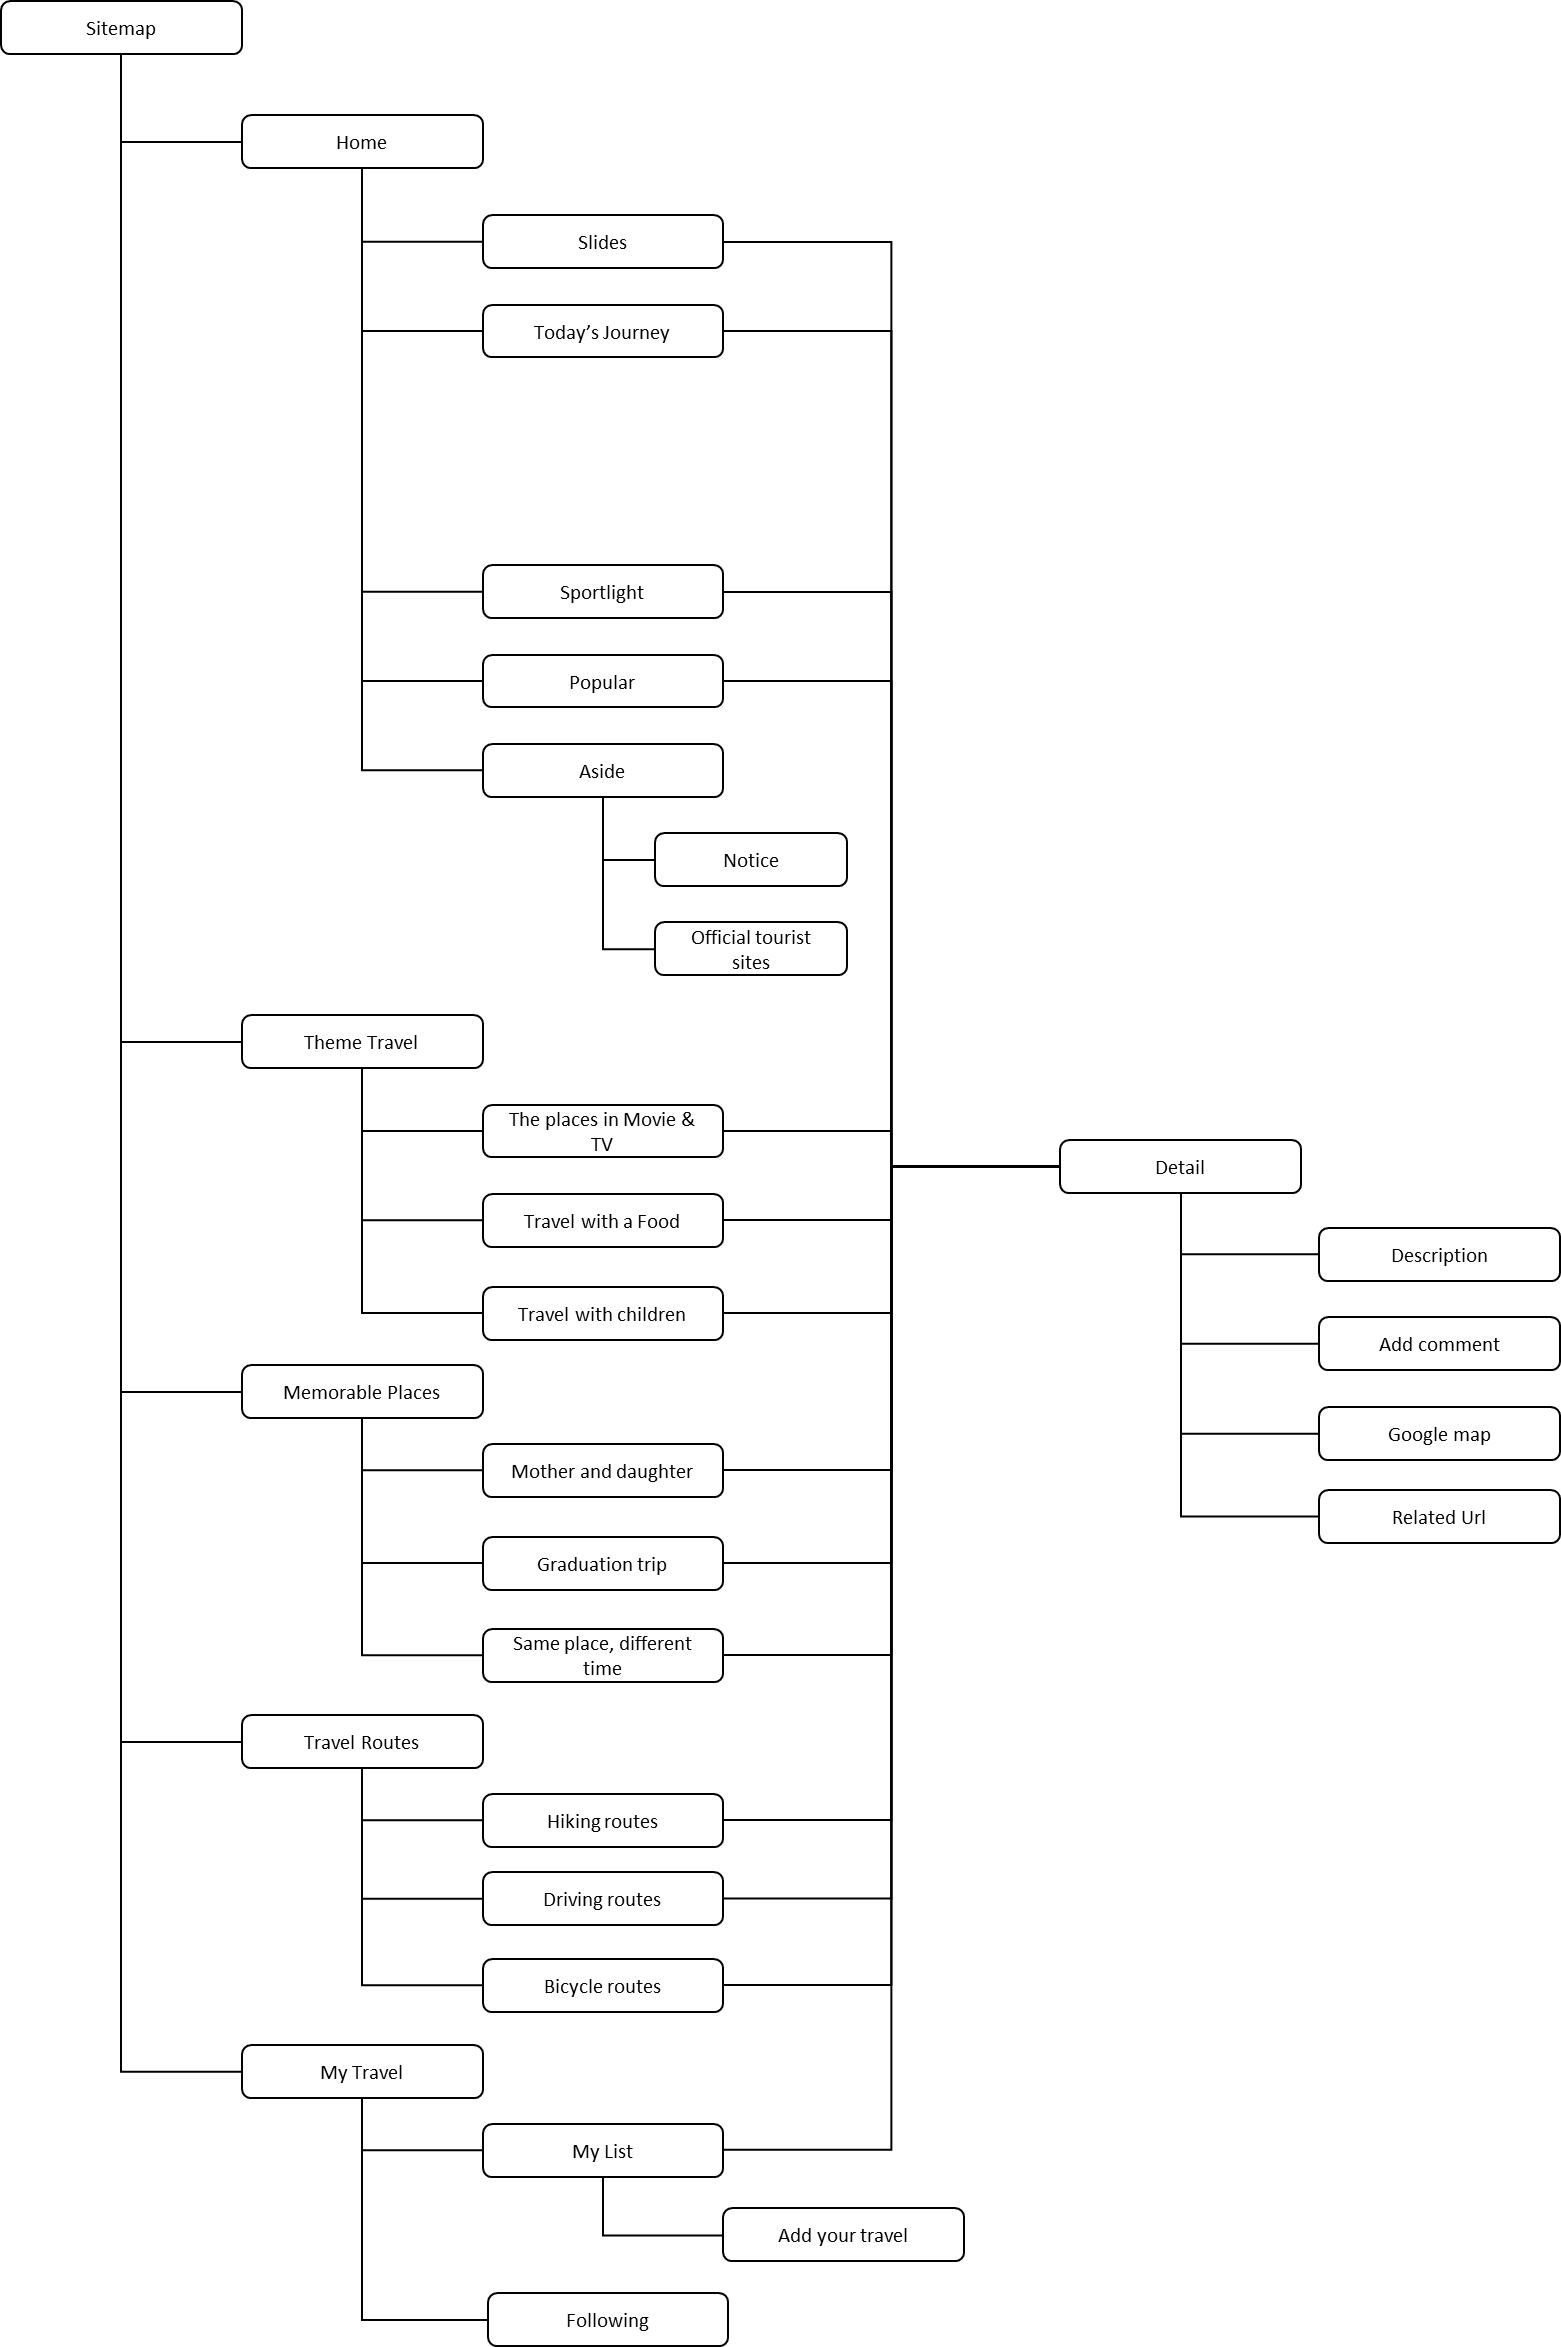 Sitemap
Home
Slides
Today’s Journey
Sportlight
Popular
Aside
Notice
Official tourist
sites
Theme Travel
The places in Movie &
TV
Travel with a Food
Travel with children
Detail
Description
Add comment
Google map
Related Url
Memorable Places
Mother and daughter
Graduation trip
Same place, different
time
Travel Routes
Hiking routes
Driving routes
Bicycle routes
My Travel
My List
Add your travel
Following